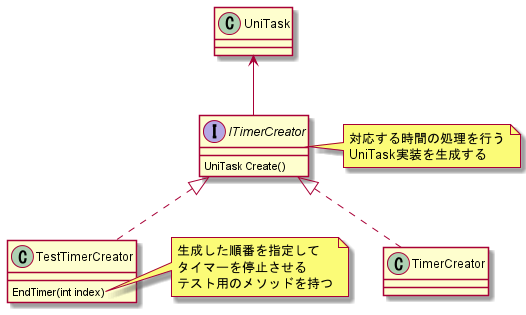 C UniTask
I ITimerCreator
UniTask Create()
対応する時間の処理を行う
UniTask実装を生成する
C TestTimerCreator
EndTimer(int index)
生成した順番を指定して
タイマーを停止させる
テスト用のメソッドを持つ
C TimerCreator